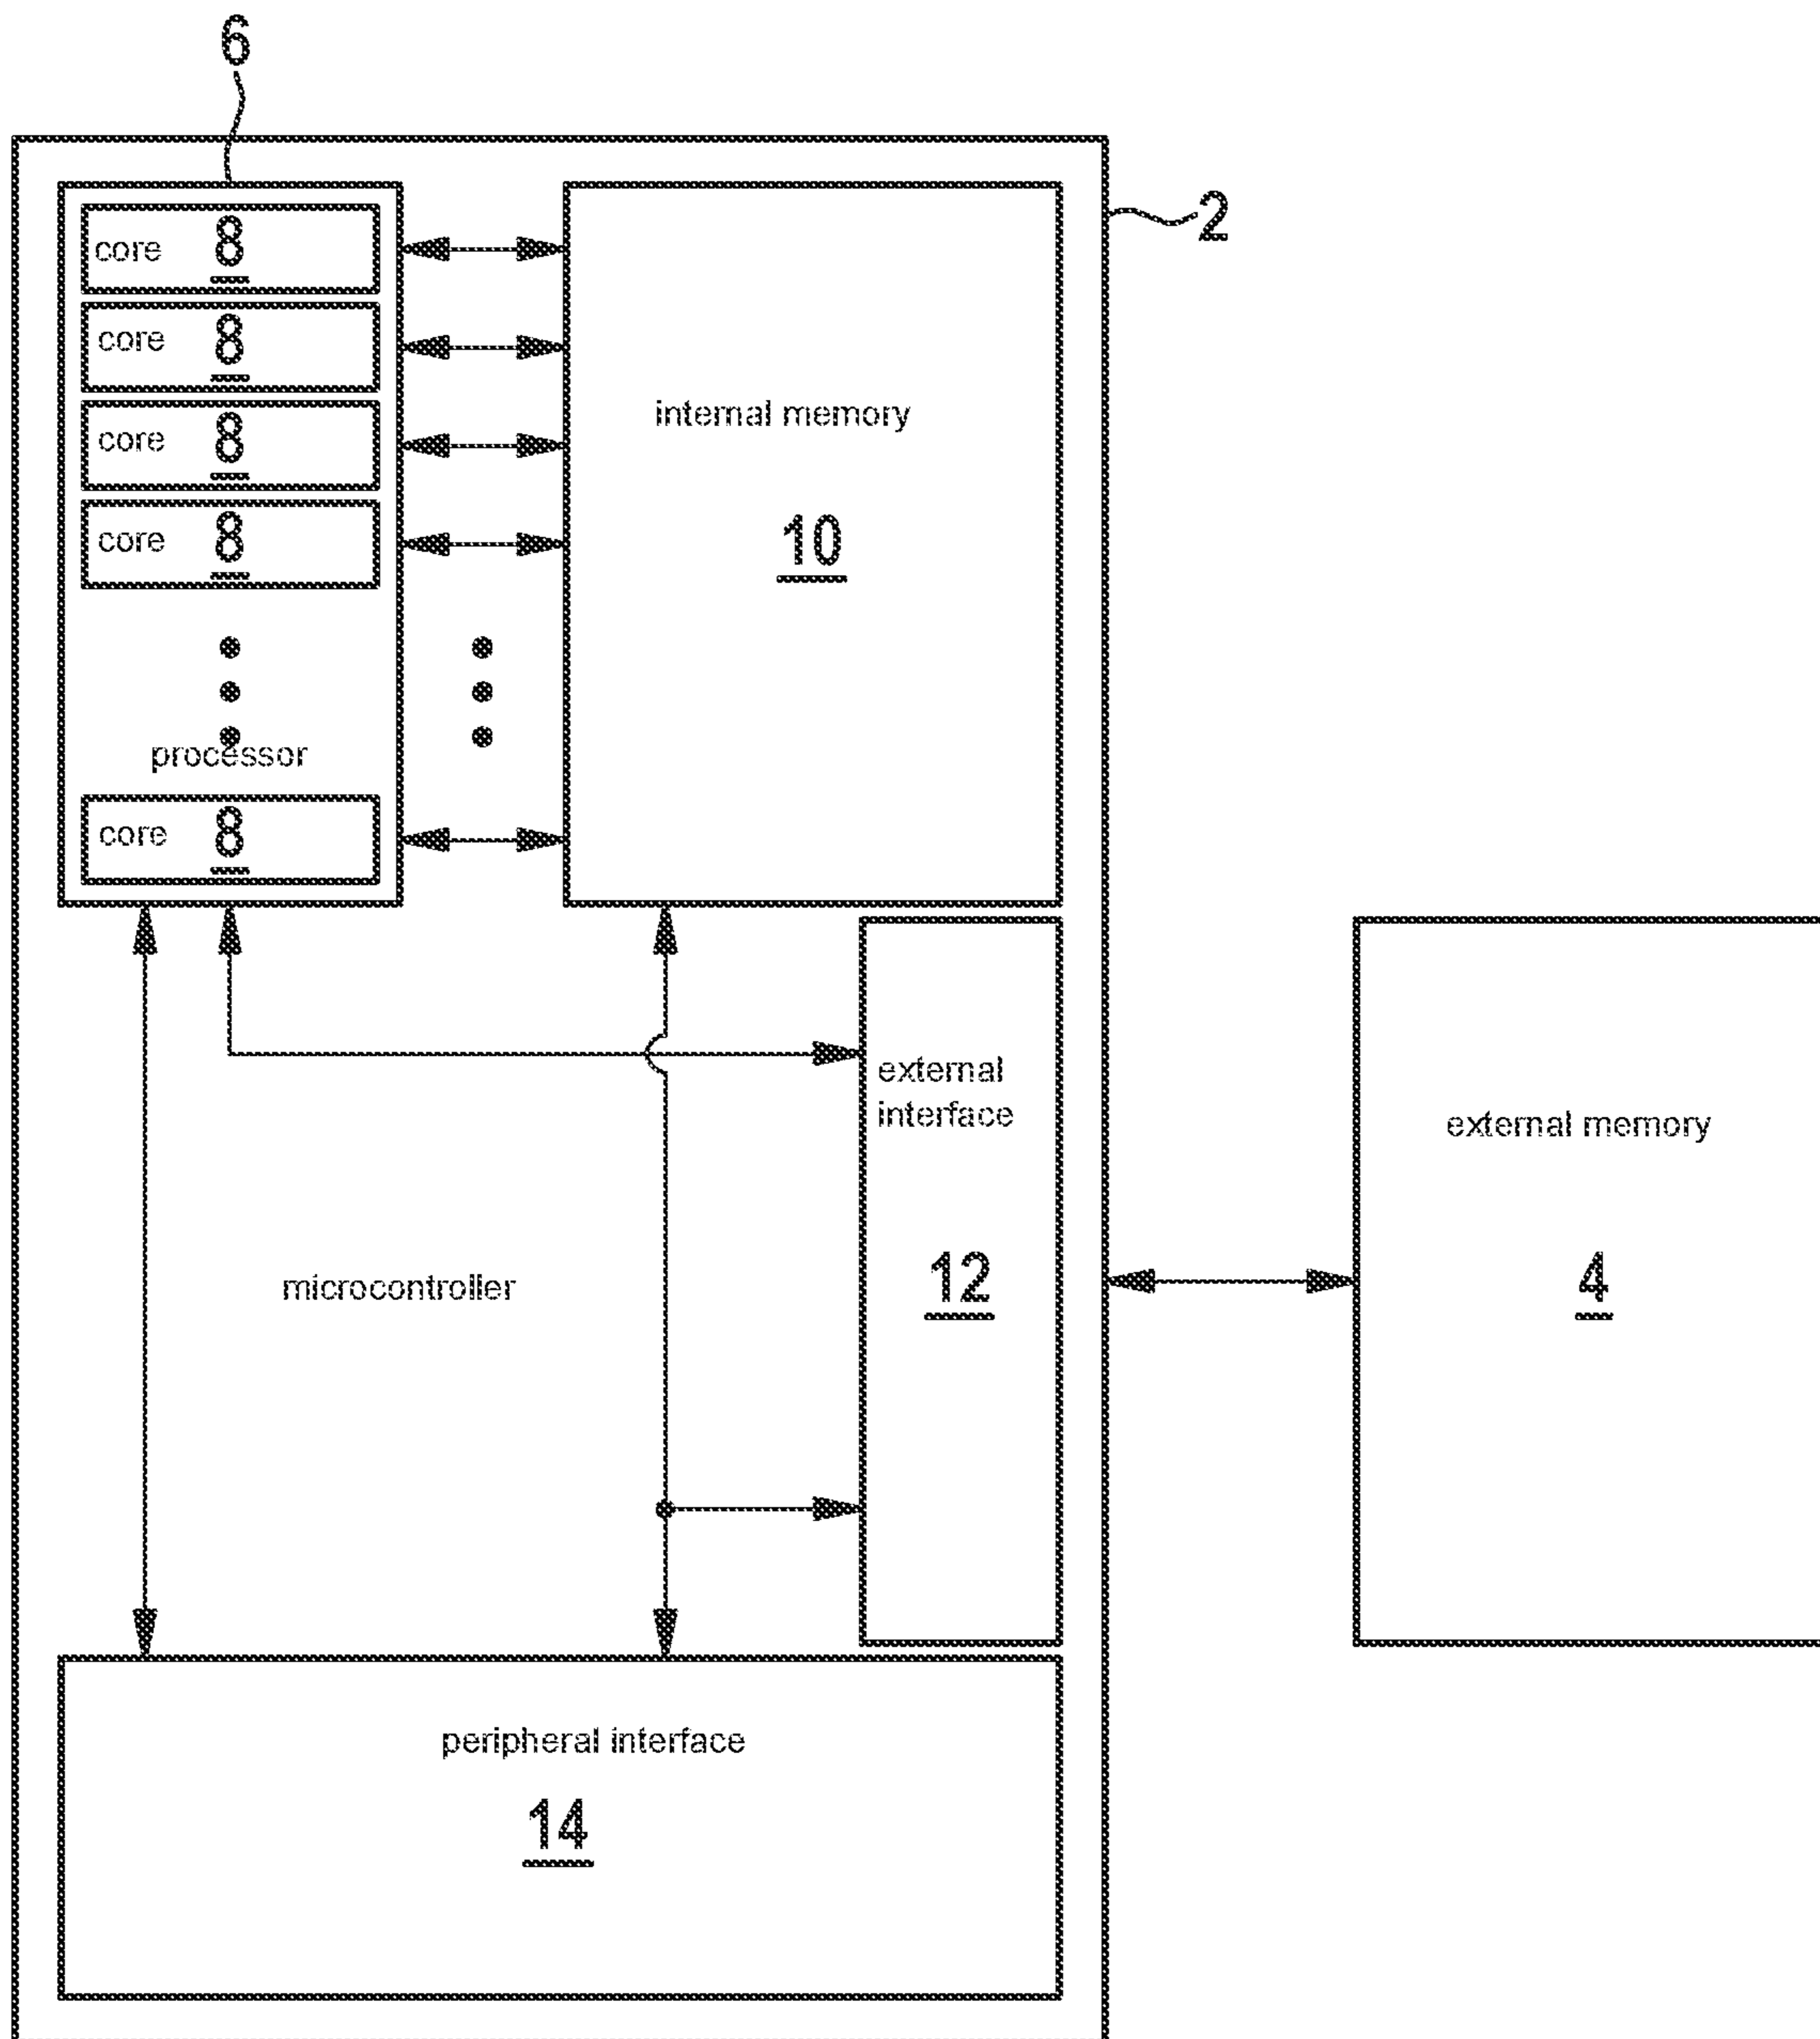 6
2
core 8
core 8
core 8
core 8
internal memory
10
processor
core 8
external
interface
12
external memory
4
microcontroller
peripheral interface
14